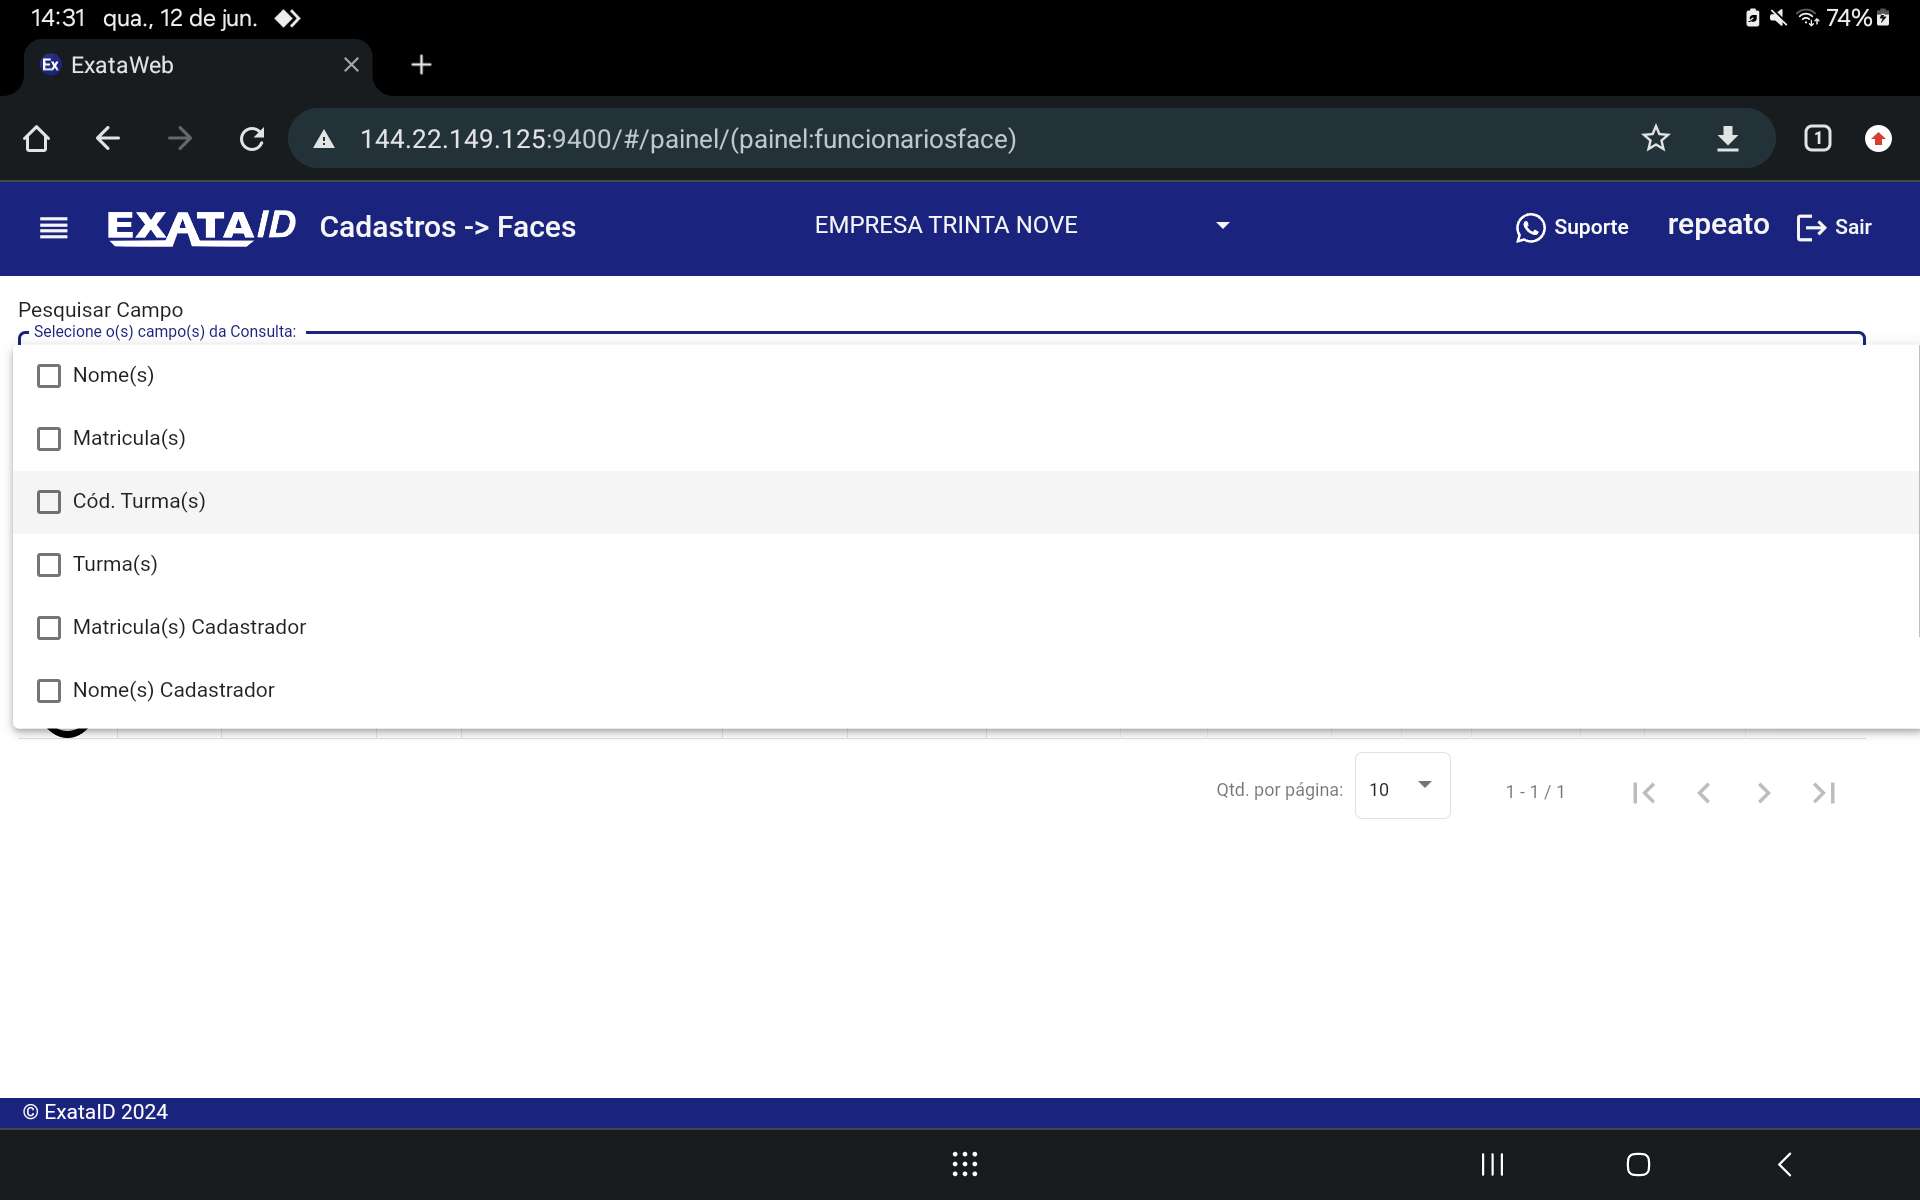 14:31 qua., 12 de jun. 74%
Ex ExataWeb
144.22.149.125:9400/#/painel/(painel:funcionariosface) 1
EXATAID Cadastros -> Faces EMPRESA TRINTA NOVE Suporte repeato Sair
Pesquisar Campo
Selecione o(s) campo(s) da Consulta:
Nome(s)
Matricula(s)
Cód. Turma(s)
Turma(s)
Matricula(s) Cadastrador
Nome(s) Cadastrador
Qtd. por página: 10 1 - 1 / 1
© ExataID 2024